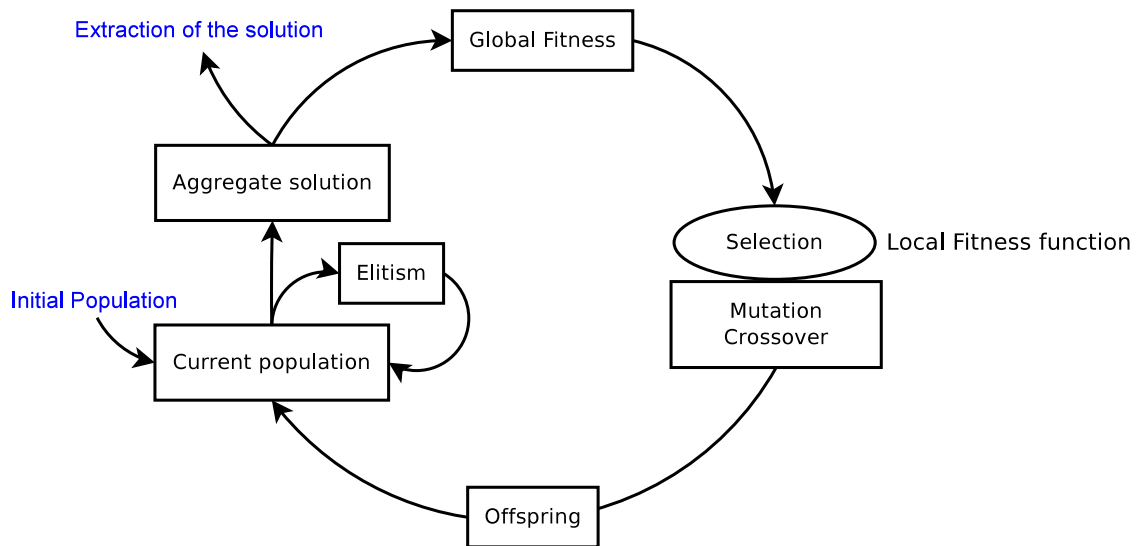 Extraction of the solution
Global Fitness
Aggregate solution
Selection
Local Fitness function
Elitism
Initial Population
Mutation
Crossover
Current population
Offspring